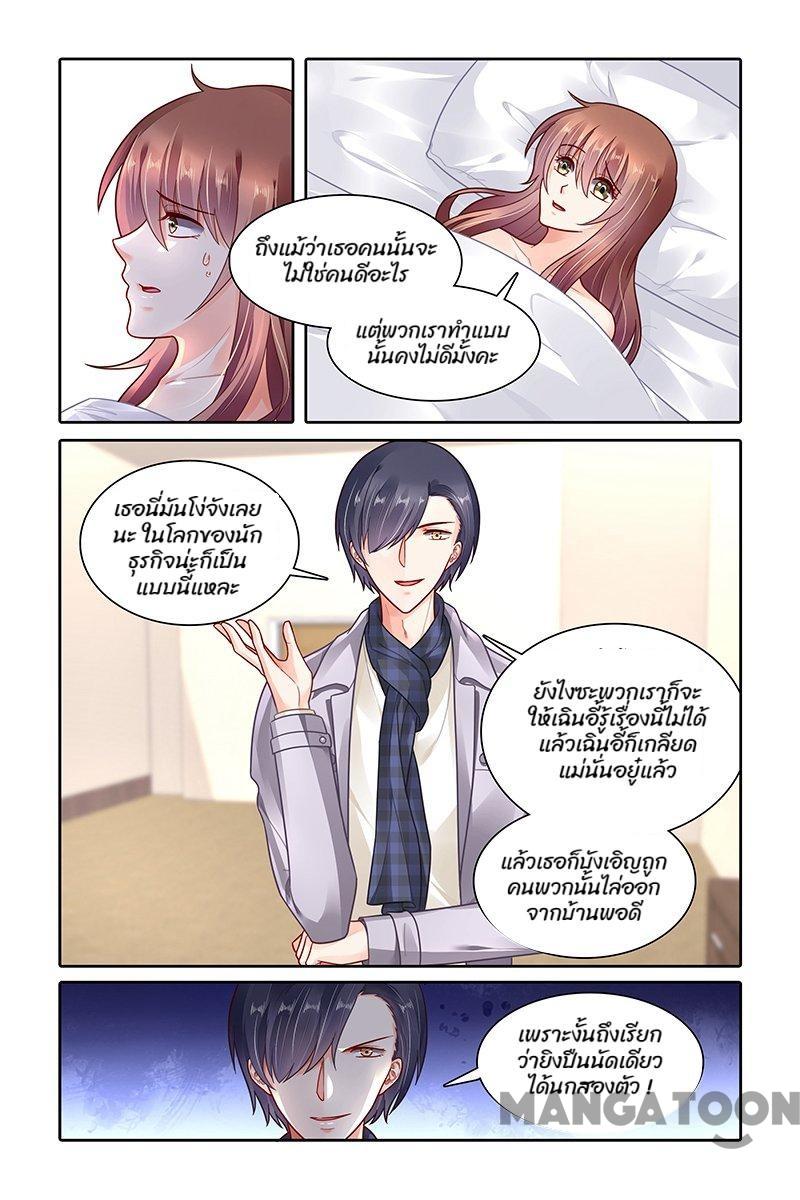 ถึงแม้ว่าเธอคนนั้นจะ
ไม่ใช่คนดีอะไร
แต่พวกเราทำแบบ
นั้นคงไม่ดีมั้งคะ
เธอนี่มันโง่จังเลย
นะ ในโลกของนัก
ธุรกิจน่ะก็เป็น
แบบนี้แหละ
ยังไงซะพวกเราก็จะ
ให้เฉินอี้รู้เรื่องนี้ไม่ได้
แล้วเฉินอี้ก็เกลียด
แม่นั่นอยู่แล้ว
แล้วเธอก็บังเอิญถูก
คนพวกนั้นไล่ออก
จากบ้านพอดี
เพราะงั้นถึงเรียก
ว่ายิงปืนนัดเดียว
ได้นกสองตัว !
MANGATOON